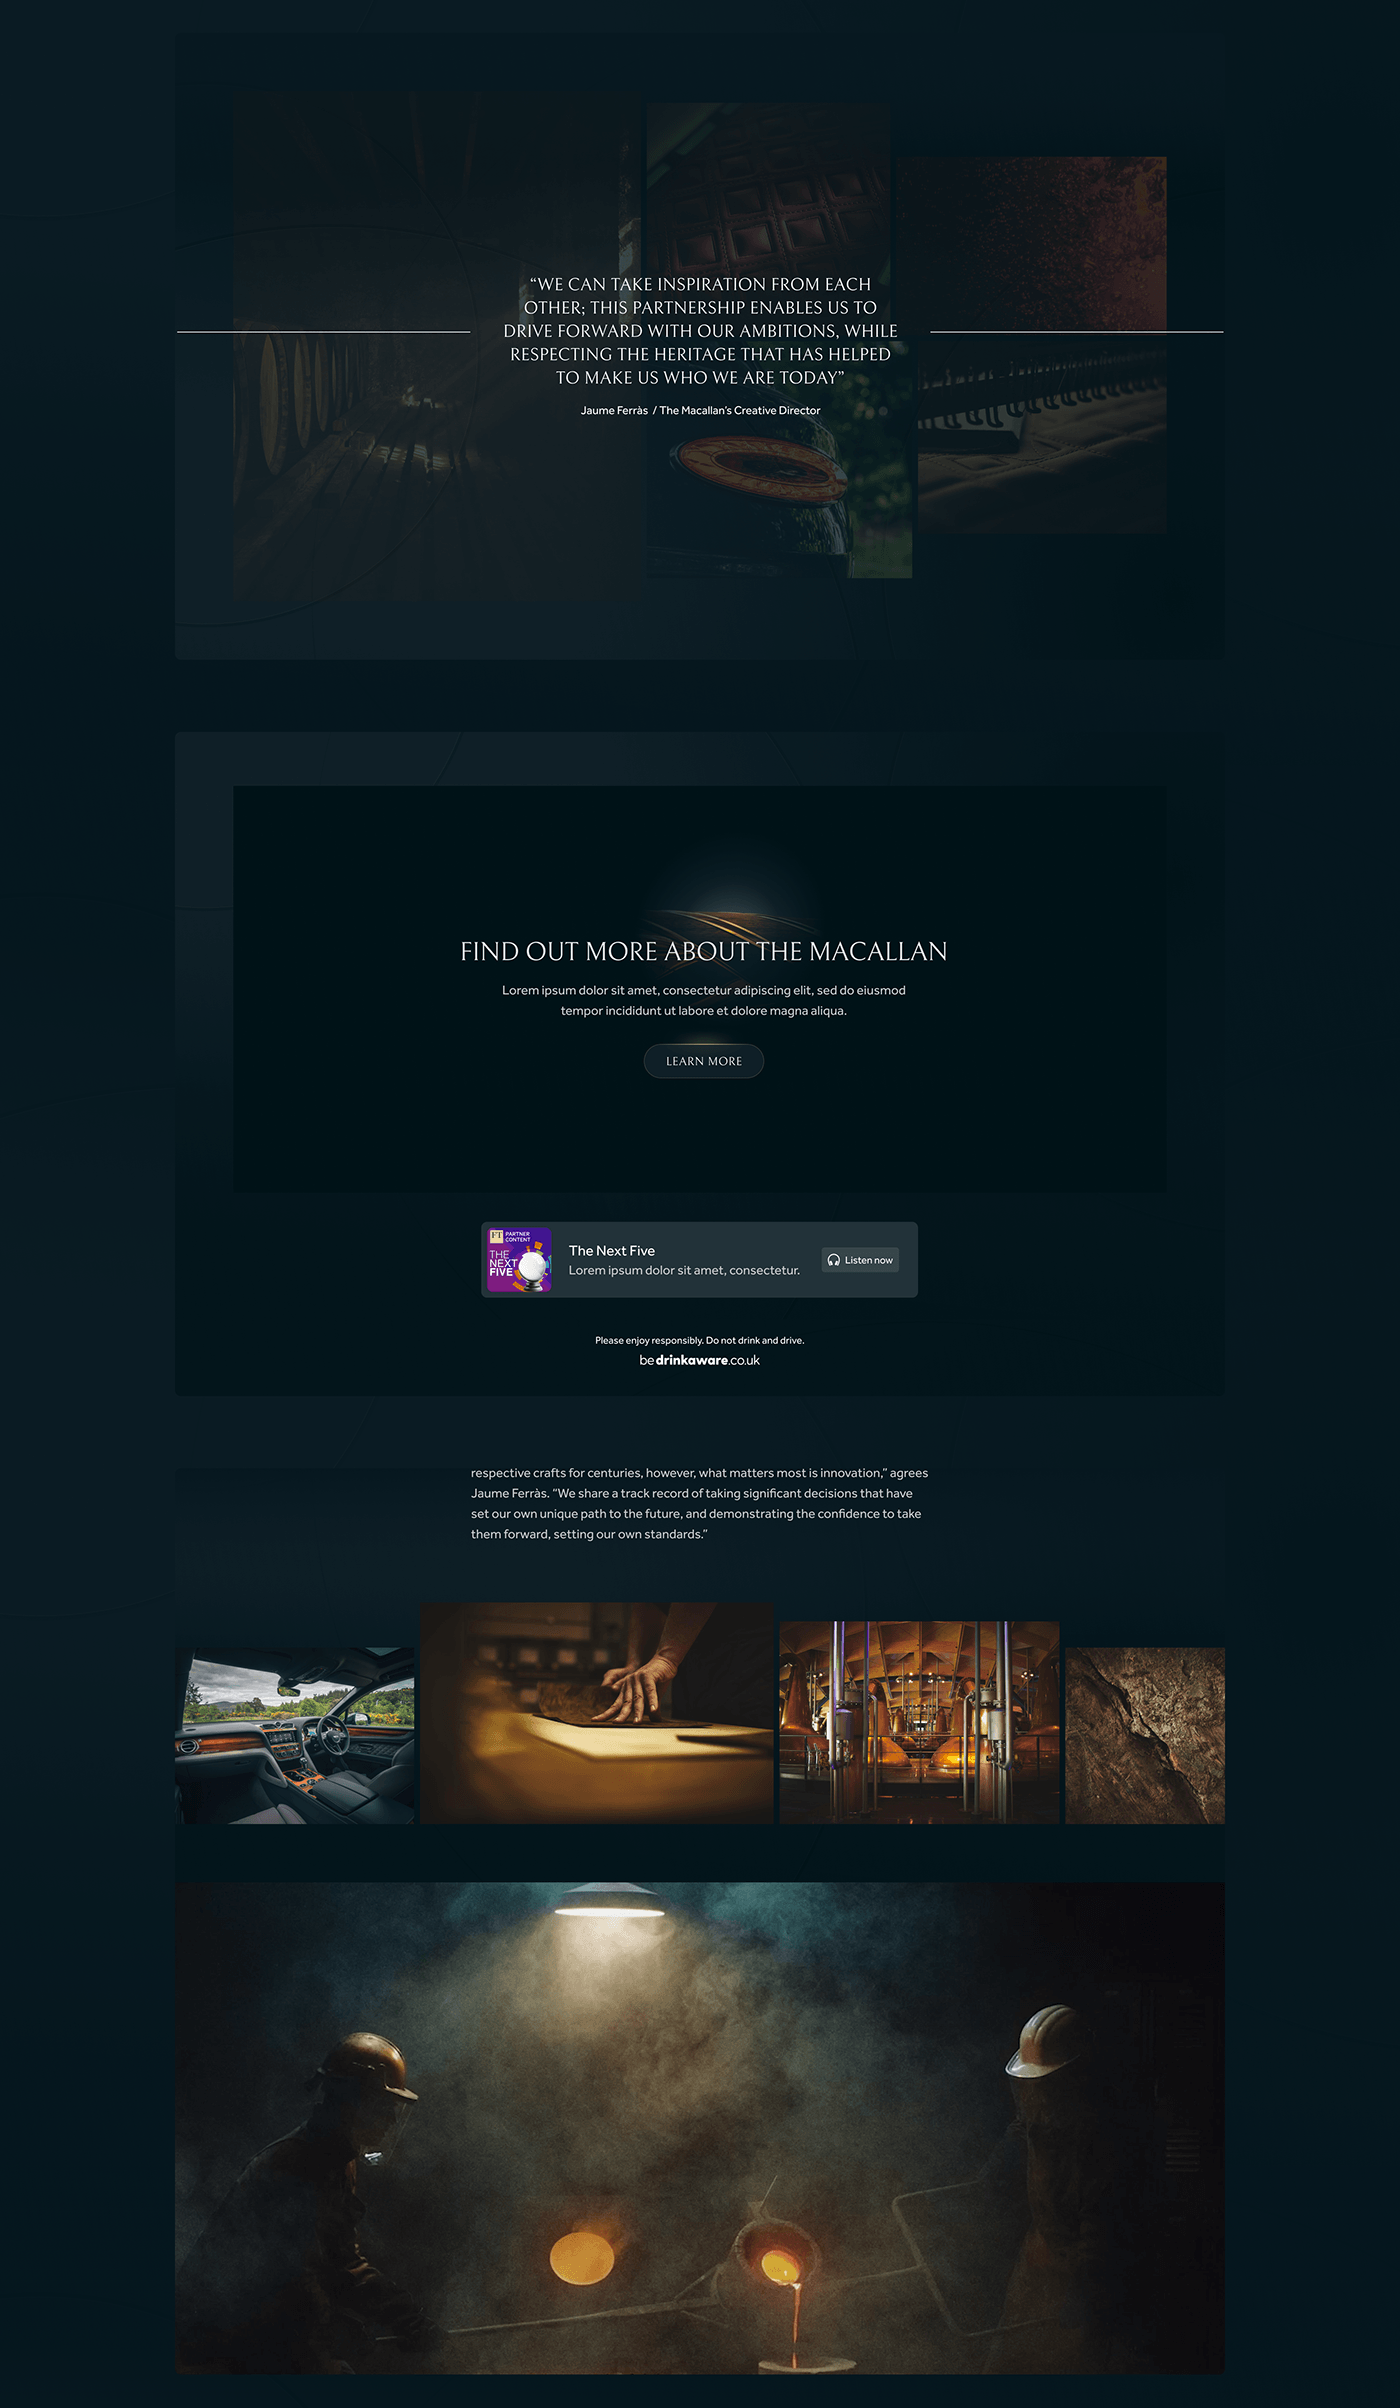 “WE CAN TAKE INSPIRATION FROM EACH
OTHER; THIS PARTNERSHIP ENABLES US TO
DRIVE FORWARD WITH OUR AMBITIONS, WHILE
RESPECTING THE HERITAGE THAT HAS HELPED
TO MAKE US WHO WE ARE TODAY”
Jaume Ferràs / The Macallan’s Creative Director
FIND OUT MORE ABOUT THE MACALLAN
Lorem ipsum dolor sit amet, consectetur adipiscing elit, sed do eiusmod
tempor incididunt ut labore et dolore magna aliqua.
LEARN MORE
FT PARTNER
CONTENT
THE
NEXT
FIVE
The Next Five
Lorem ipsum dolor sit amet, consectetur.
Listen now
Please enjoy responsibly. Do not drink and drive.
bedrinkaware.co.uk
respective crafts for centuries, however, what matters most is innovation,” agrees
Jaume Ferràs. “We share a track record of taking significant decisions that have
set our own unique path to the future, and demonstrating the confidence to take
them forward, setting our own standards.”